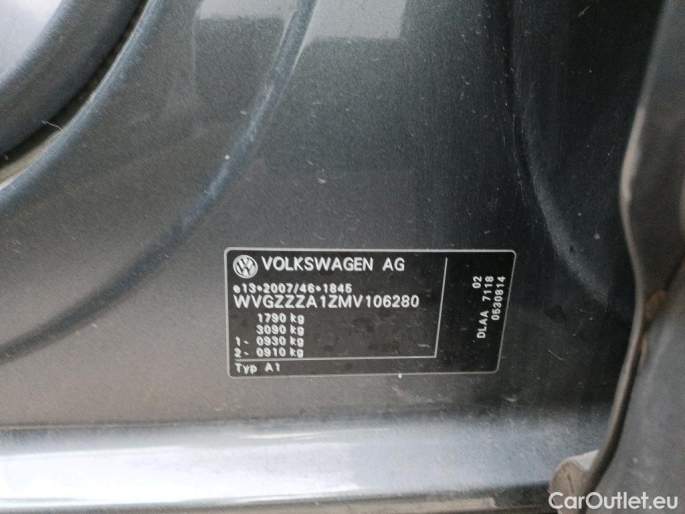 VOLKSWAGEN AG
e13*2007/46*1845
WVGZZZA1ZMV106280
1790 kg
3090 kg
1- 0930 kg
2- 0910 kg
Typ A1
02
DLAA 7118
0530814
CarOutlet.eu